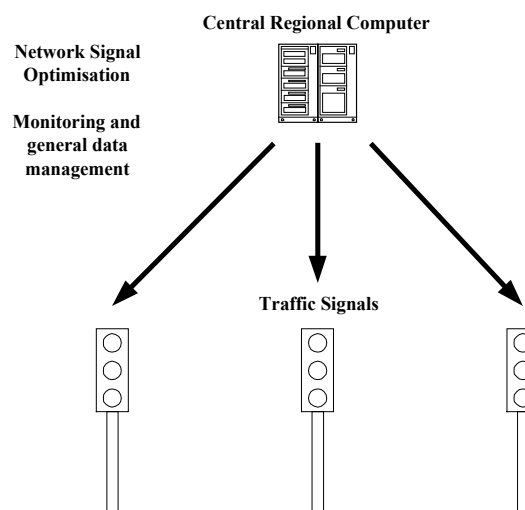 Central Regional Computer
Network Signal
Optimisation
Monitoring and
general data
management
Traffic Signals